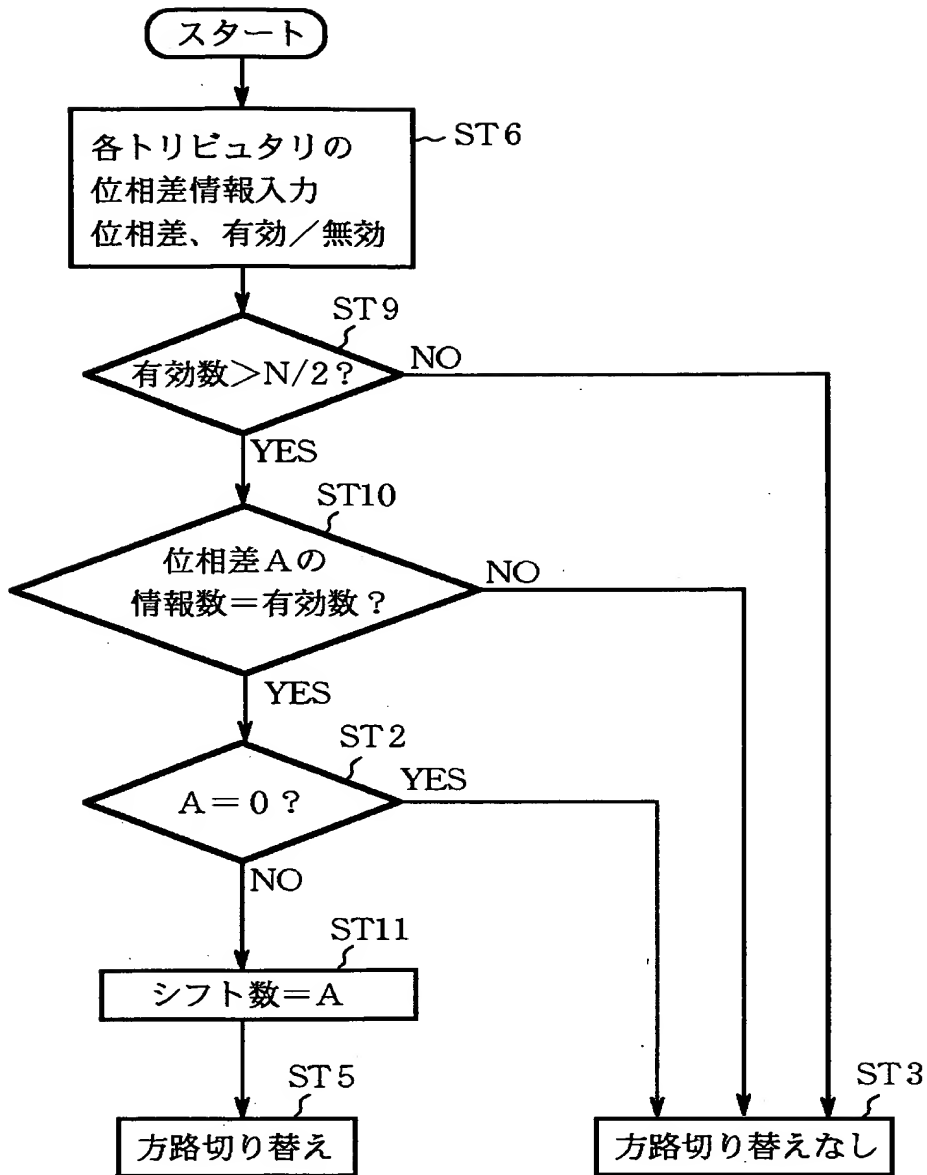 スタート
ST6
各トリビュタリの
位相差情報入力
位相差、有効／無効
ST9
有効数＞N/2？
NO
YES
ST10
位相差Aの
情報数＝有効数？
NO
YES
ST2
A＝0？
YES
NO
ST11
シフト数＝A
ST5
方路切り替え
ST3
方路切り替えなし